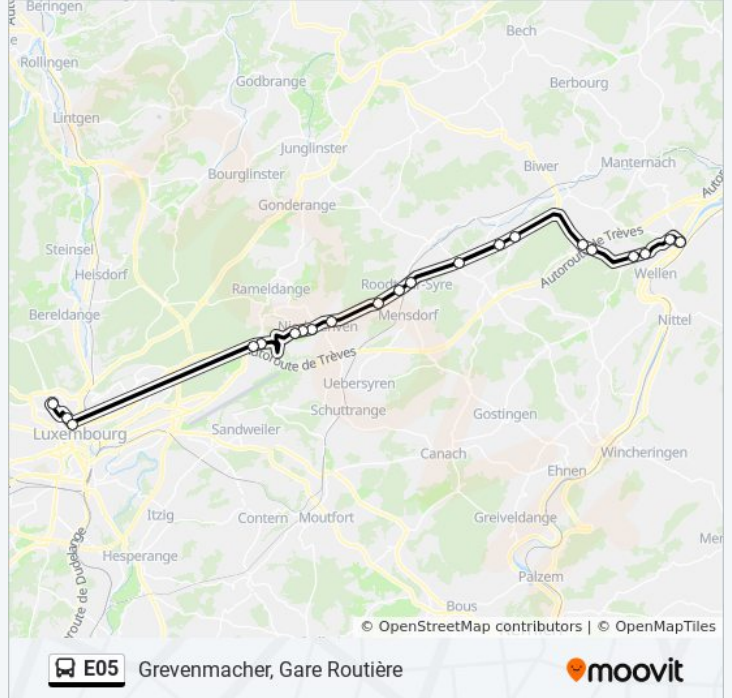 Beringen
Bech
Rollingen
Godbrange
Berbourg
Lintgen
Junglinster
Biwer
Manternach
Bourglinster
Gonderange
Autoroute de Trèves
Steinsel
Heisdorf
Wellen
Rameldange
Bereldange
Mensdorf
Nittel
Autoroute de Trèves
Uebersyren
Schuttrange
Gostingen
Luxembourg
Sandweiler
Canach
Wincheringen
Ehnen
Itzig
Contern
Moutfort
Greiveldange
Hesperange
Palzem
Bous
© OpenStreetMap contributors | © OpenMapTiles
E05 Grevenmacher, Gare Routière
moovit